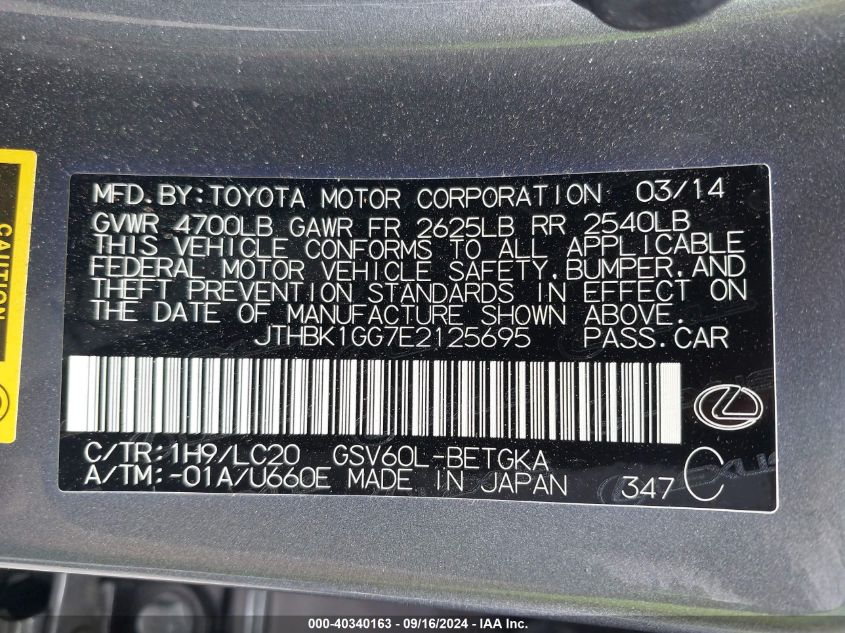 MFD.BY:TOYOTA MOTOR CORPORATION 03/14
GVWR 4700LB GAWR FR 2625LB RR 2540LB
THIS VEHICLE CONFORMS TO ALL APPLICABLE
FEDERAL MOTOR VEHICLE SAFETY,BUMPER,AND
THEFT PREVENTION STANDARDS IN EFFECT ON
THE DATE OF MANUFACTURE SHOWN ABOVE.
JTHBK1GG7E2125695 PASS.CAR
C/TR:1H9/LC20 GSV60L-BETGKA
A/TM:-01A/U660E MADE IN JAPAN 347 C
CAUTION
000-40340163 - 09/16/2024 - IAA Inc.